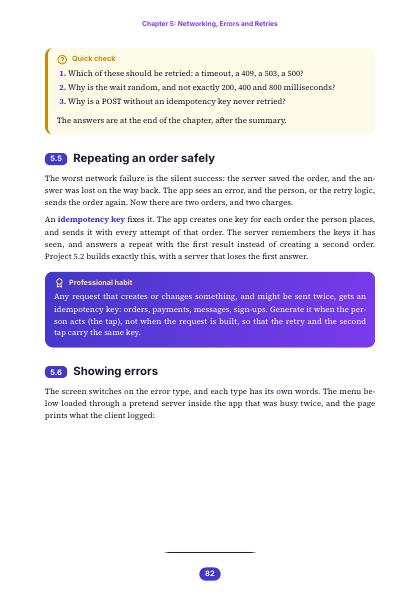 Chapter 5: Networking, Errors and Retries
Quick check
1. Which of these should be retried: a timeout, a 409, a 503, a 500?
2. Why is the wait random, and not exactly 200, 400 and 800 milliseconds?
3. Why is a POST without an idempotency key never retried?
The answers are at the end of the chapter, after the summary.
5.5 Repeating an order safely
The worst network failure is the silent success: the server saved the order, and the an-
swer was lost on the way back. The app sees an error, and the person, or the retry logic,
sends the order again. Now there are two orders, and two charges.
An idempotency key fixes it. The app creates one key for each order the person places,
and sends it with every attempt of that order. The server remembers the keys it has
seen, and answers a repeat with the first result instead of creating a second order.
Project 5.2 builds exactly this, with a server that loses the first answer.
Professional habit
Any request that creates or changes something, and might be sent twice, gets an
idempotency key: orders, payments, messages, sign-ups. Generate it when the per-
son acts (the tap), not when the request is built, so that the retry and the second
tap carry the same key.
5.6 Showing errors
The screen switches on the error type, and each type has its own words. The menu be-
low loaded through a pretend server inside the app that was busy twice, and the page
prints what the client logged:
82